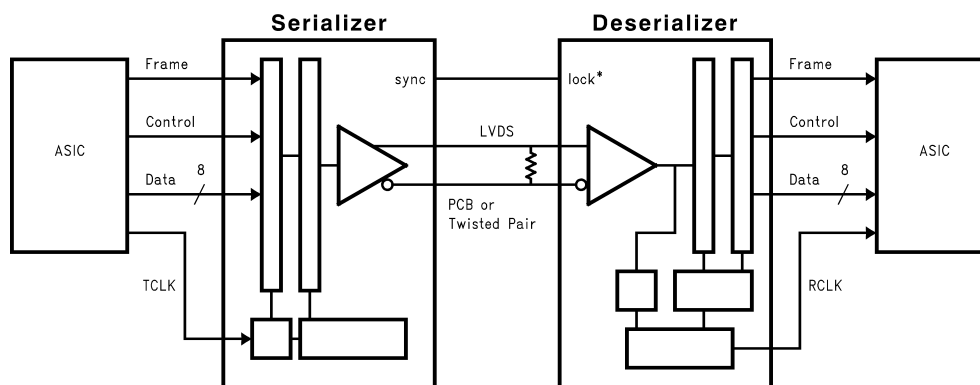 Serializer
Deserializer
Frame
sync
lock*
Frame
Control
LVDS
Control
ASIC
ASIC
Data
8
Data
8
PCB or
Twisted Pair
TCLK
RCLK